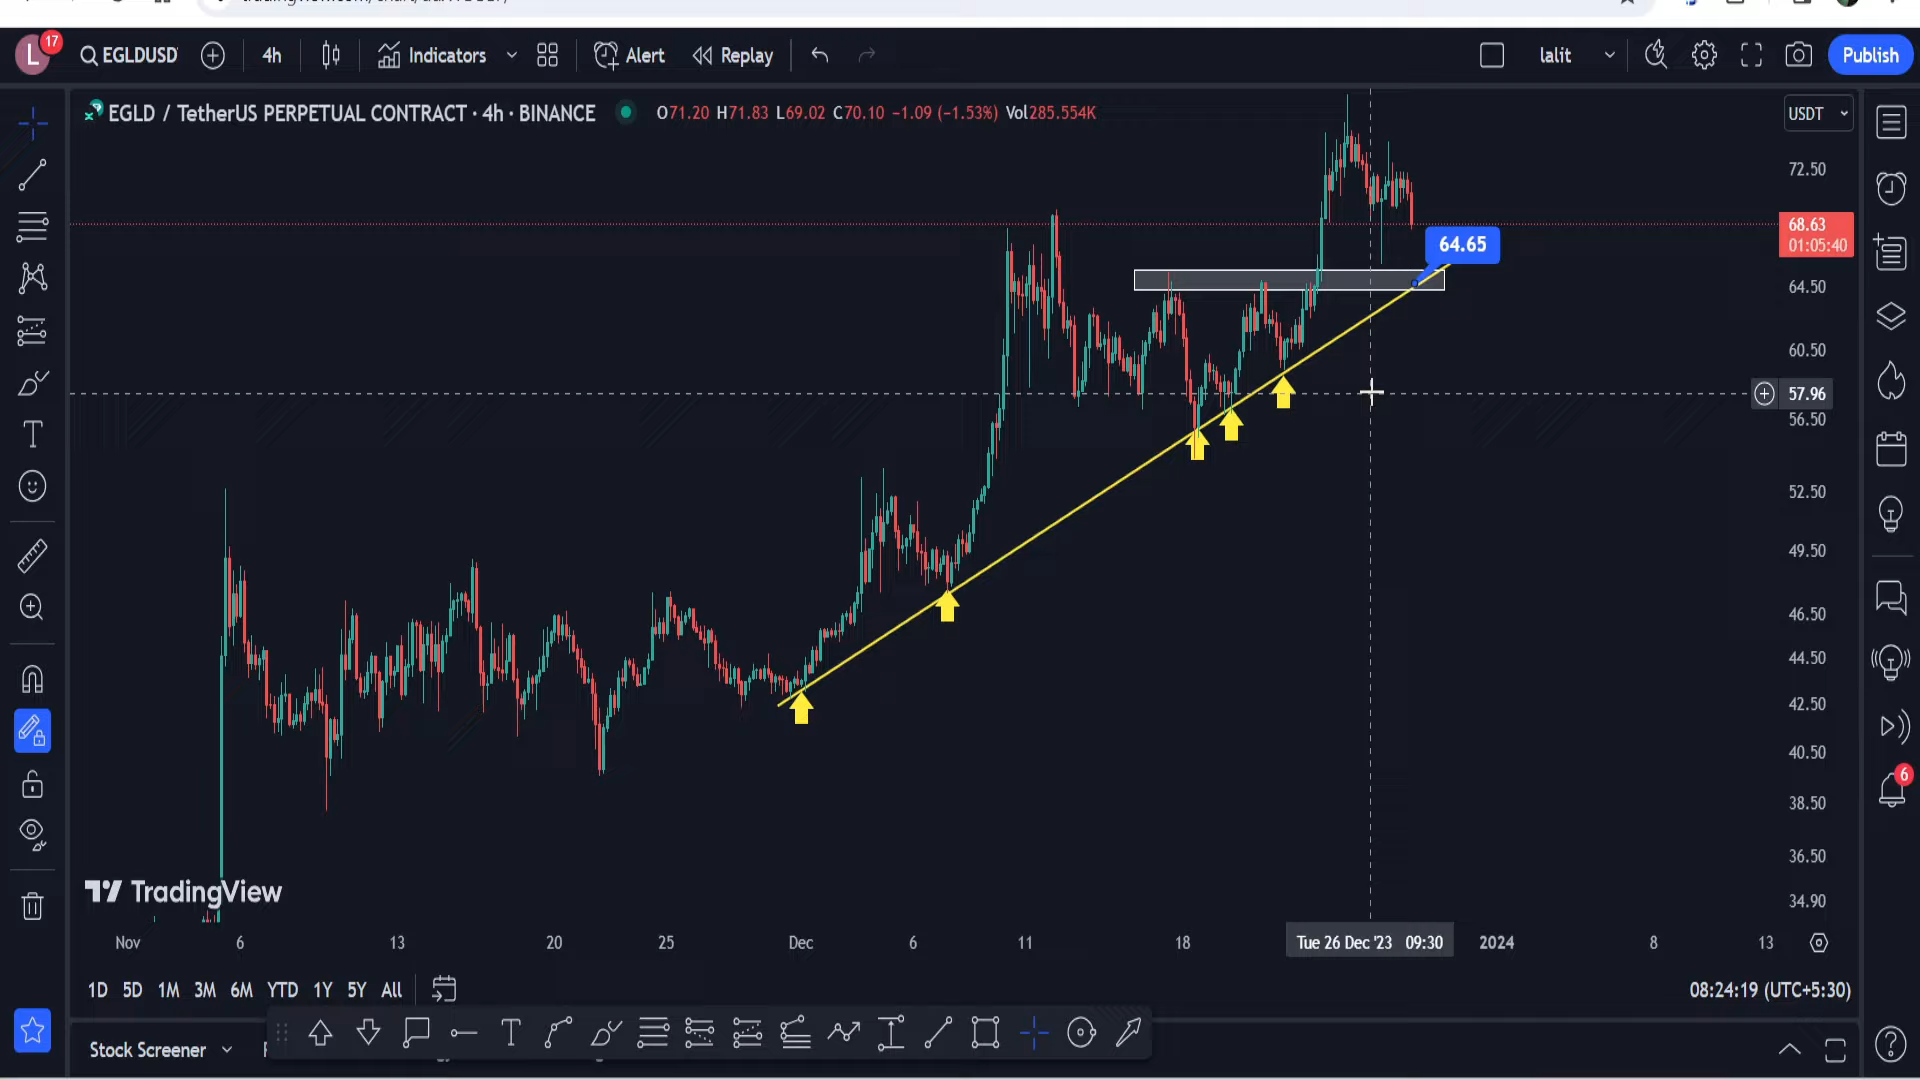 L 17 EGLDUSD 4h Indicators Alert Replay lalit Publish
EGLD / TetherUS PERPETUAL CONTRACT · 4h · BINANCE O71.20 H71.83 L69.02 C70.10 −1.09 (−1.53%) Vol285.554K
USDT
72.50
68.63
01:05:40
64.65
64.50
60.50
57.96
56.50
52.50
49.50
46.50
44.50
42.50
40.50
38.50
36.50
34.90
6
TradingView
Nov 6 13 20 25 Dec 6 11 18 Tue 26 Dec '23 09:30 2024 8 13
1D 5D 1M 3M 6M YTD 1Y 5Y All
08:24:19 (UTC+5:30)
Stock Screener